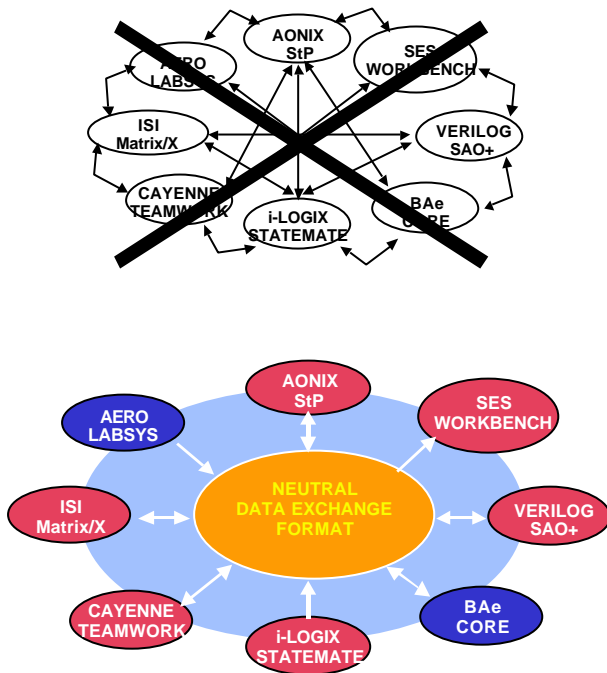 AONIX
StP
SES
WORKBENCH
AERO
LABSYS
ISI
Matrix/X
VERILOG
SAO+
CAYENNE
TEAMWORK
i-LOGIX
STATEMATE
BAe
CORE
AONIX
StP
SES
WORKBENCH
AERO
LABSYS
NEUTRAL
DATA EXCHANGE
FORMAT
ISI
Matrix/X
VERILOG
SAO+
CAYENNE
TEAMWORK
i-LOGIX
STATEMATE
BAe
CORE